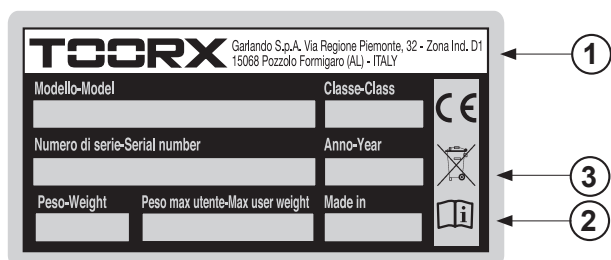 TOORX
Garlando S.p.A. Via Regione Piemonte, 32 - Zona Ind. D1
15068 Pozzolo Formigaro (AL) - ITALY
1
Modello-Model Classe-Class
CE
Numero di serie-Serial number Anno-Year
3
Peso-Weight Peso max utente-Max user weight Made in
i
2